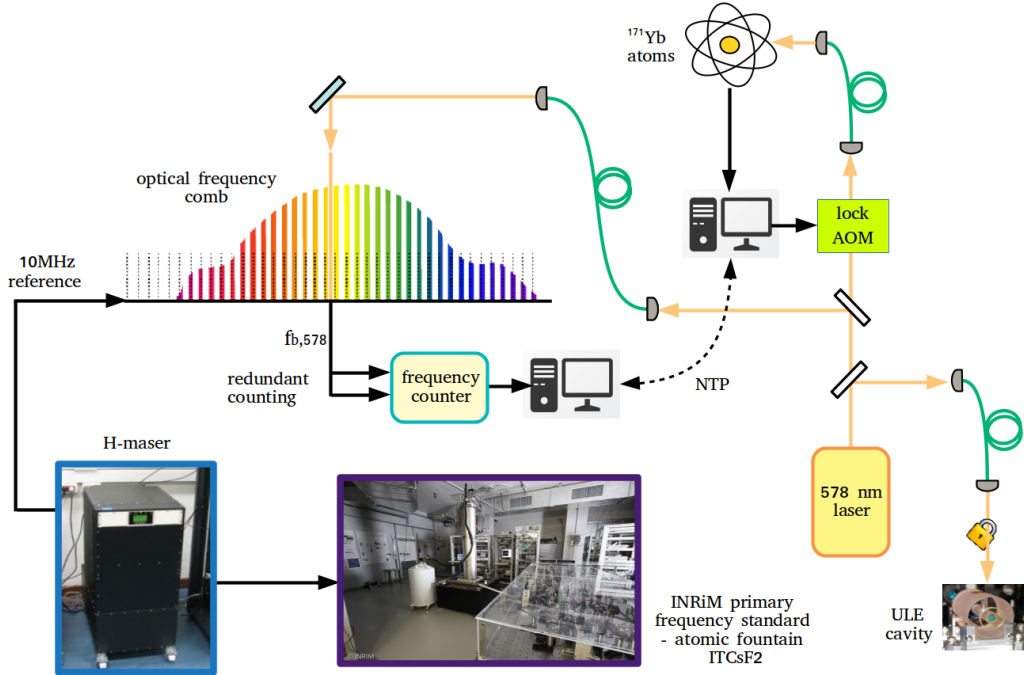 ¹⁷¹Yb
atoms
optical frequency
comb
lock
AOM
10MHz
reference
fb,578
redundant
counting
frequency
counter
NTP
H-maser
578 nm
laser
INRiM primary
frequency standard
- atomic fountain
ITCsF2
ULE
cavity
© INRIM